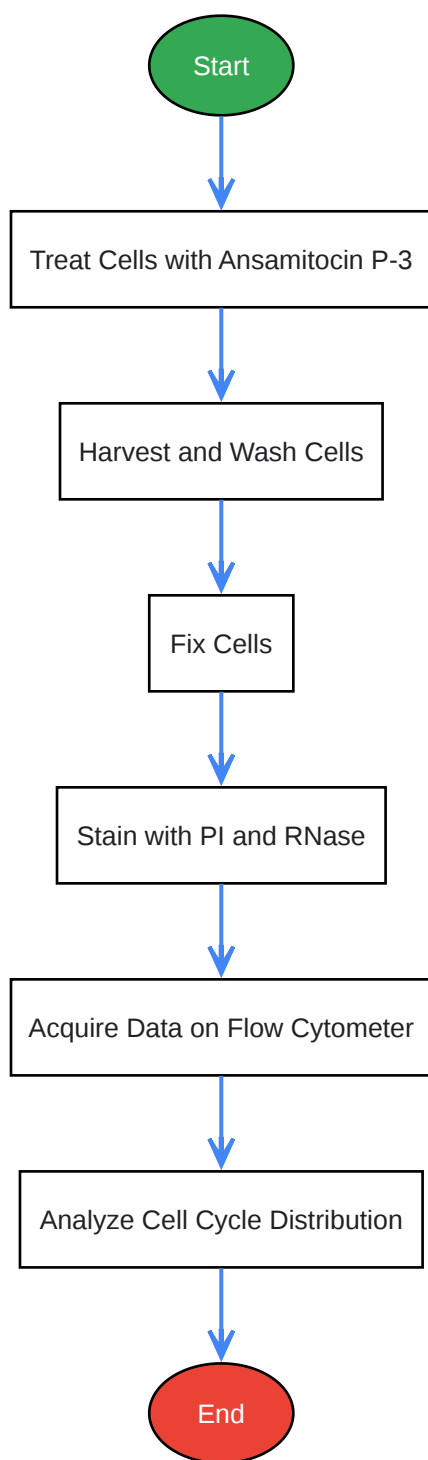 Start
Treat Cells with Ansamitocin P-3
Harvest and Wash Cells
Fix Cells
Stain with PI and RNase
Acquire Data on Flow Cytometer
Analyze Cell Cycle Distribution
End